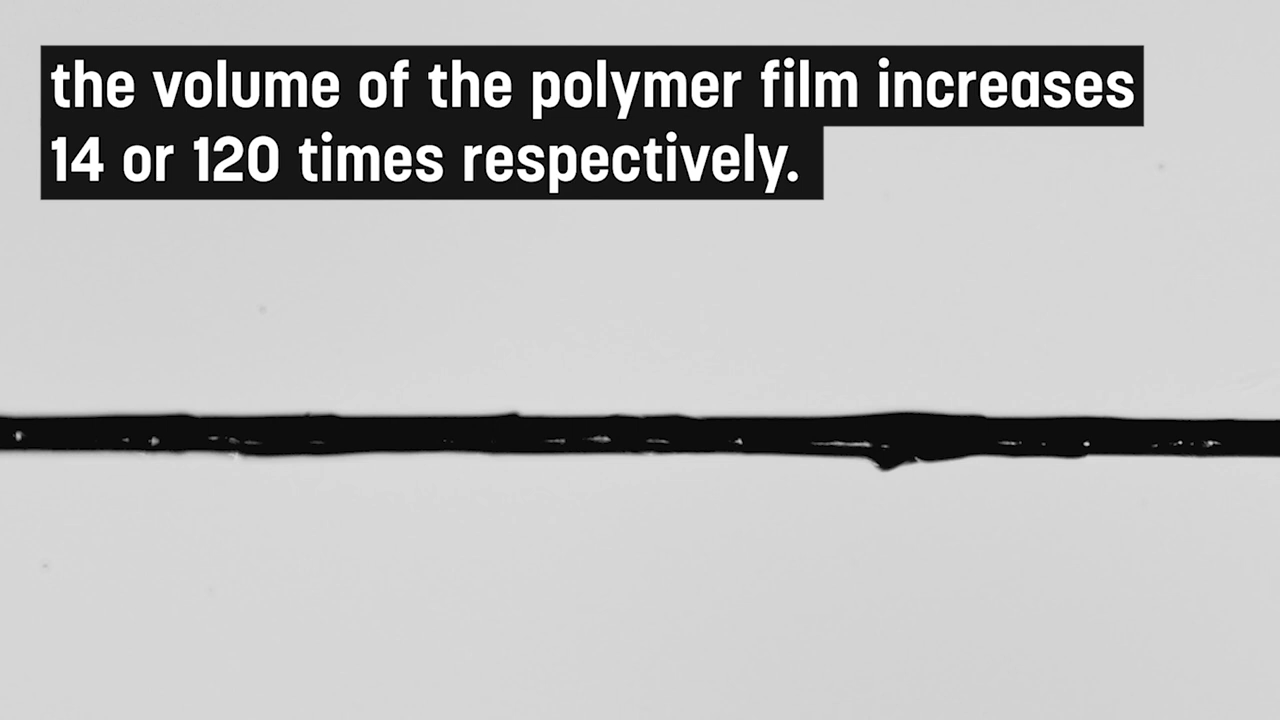 the volume of the polymer film increases
14 or 120 times respectively.